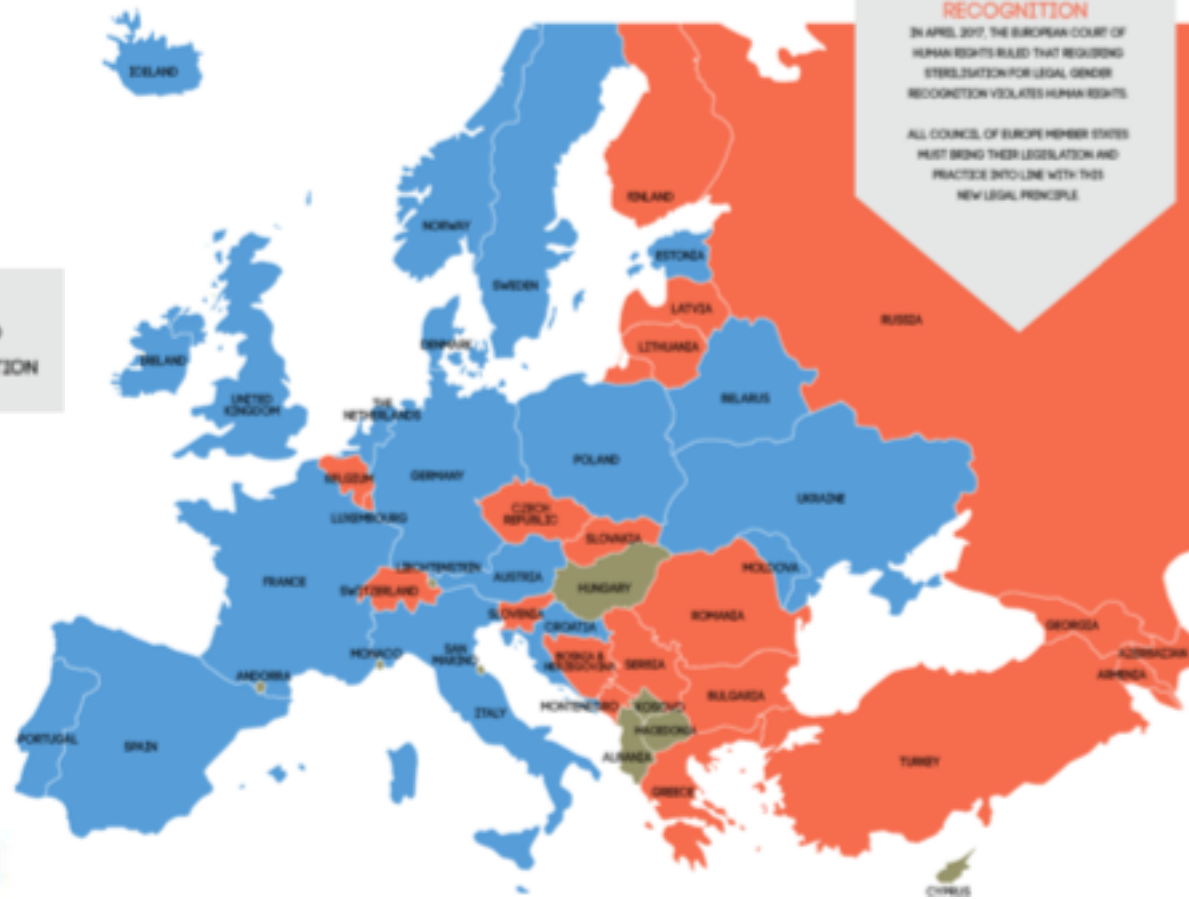 RECOGNITION
IN APRIL 2017, THE EUROPEAN COURT OF
HUMAN RIGHTS RULED THAT REQUIRING
STERILISATION FOR LEGAL GENDER
RECOGNITION VIOLATES HUMAN RIGHTS.
ALL COUNCIL OF EUROPE MEMBER STATES
MUST BRING THEIR LEGISLATION AND
PRACTICE INTO LINE WITH THIS
NEW LEGAL PRINCIPLE.
ICELAND
FINLAND
NORWAY
ESTONIA
SWEDEN
LATVIA
RUSSIA
LITHUANIA
DENMARK
IRELAND
TION
UNITED
KINGDOM
THE
NETHERLANDS
BELARUS
POLAND
BELGIUM
GERMANY
UKRAINE
CZECH
REPUBLIC
LUXEMBOURG
SLOVAKIA
LIECHTENSTEIN
MOLDOVA
FRANCE
AUSTRIA
SWITZERLAND
HUNGARY
SLOVENIA
ROMANIA
CROATIA
GEORGIA
MONACO
SAN
MARINO
BOSNIA &
HERZEGOVINA
SERBIA
AZERBAIJAN
ANDORRA
ARMENIA
BULGARIA
MONTENEGRO
KOSOVO
ITALY
MACEDONIA
PORTUGAL
SPAIN
ALBANIA
TURKEY
GREECE
CYPRUS